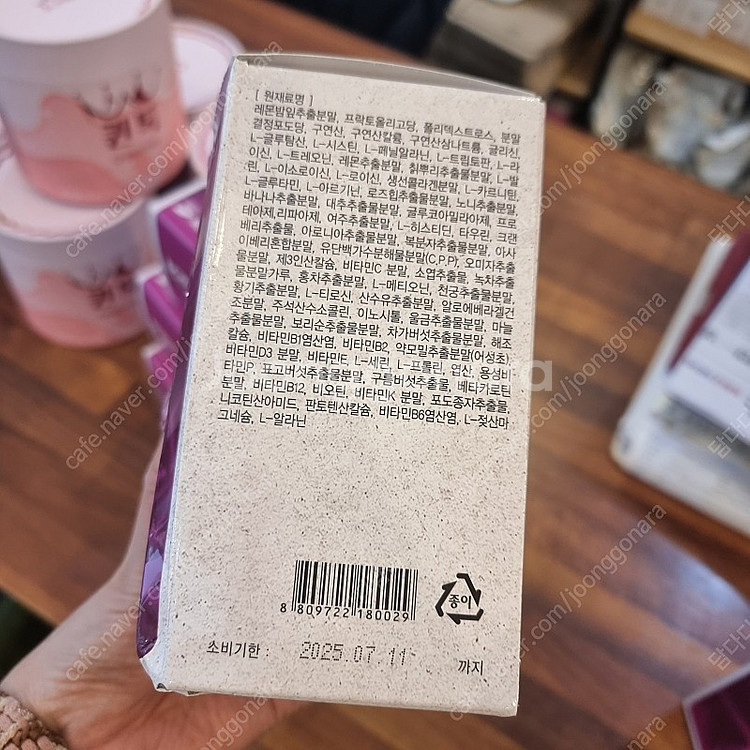 [ 원재료명 ]
레몬밤잎추출분말, 프락토올리고당, 폴리덱스트로스, 분말
결정포도당, 구연산, 구연산칼륨, 구연산삼나트륨, 글리신,
L-글루탐산, L-시스틴, L-페닐알라닌, L-트립토판, L-라
이신, L-트레오닌, 레몬추출분말, 칡뿌리추출분말, L-발
린, L-이소로이신, L-로이신, 생선콜라겐분말, L-카르니틴,
L-글루타민, L-아르기닌, 로즈힙추출분말, 노니추출분말,
바나나추출분말, 대추추출물분말, 글루코아밀라아제, 프로
테아제,리파아제, 여주추출분말, L-히스티딘, 타우린, 크랜
베리추출물, 아로니아추출물분말, 복분자추출물분말, 아사
이베리혼합분말, 유단백가수분해물분말(C.P.P), 오미자추출
물분말, 제3인산칼슘, 비타민C 분말, 소엽추출물, 녹차추출
물분말가루, 홍차추출물분말, L-메티오닌, 천궁추출물분말,
황기추출분말, L-티로신, 산수유추출분말, 알로에베라겔건
조분말, 주석산수소콜린, 이노시톨, 울금추출물분말, 마늘
추출물분말, 보리순추출물분말, 차가버섯추출물분말, 해조
칼슘, 비타민B1염산염, 비타민B2, 약모밀추출분말(어성초),
비타민D3 분말, 비타민E, L-세린, L-프롤린, 엽산, 용성비
타민P, 표고버섯추출물분말, 구름버섯추출물, 베타카로틴
분말, 비타민B12, 비오틴, 비타민K 분말, 포도종자추출물,
니코틴산아미드, 판토텐산칼슘, 비타민B6염산염, L-젖산마
그네슘, L-알라닌
8 809722 180029
종이
소비기한 : 2025.07.11 까지
cafe.naver.com/joonggonara